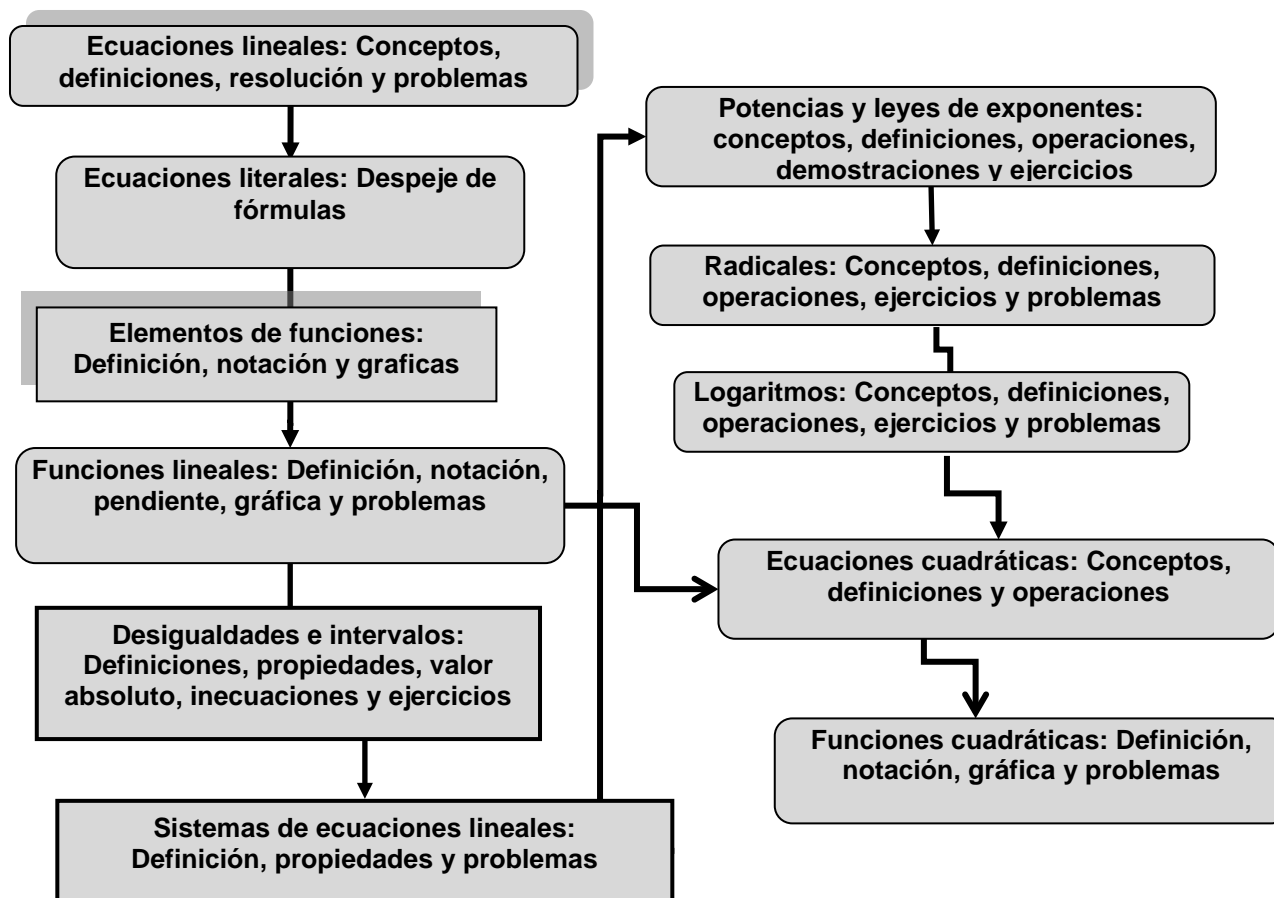 Ecuaciones lineales: Conceptos,
definiciones, resolución y problemas
Ecuaciones literales: Despeje de
fórmulas
Elementos de funciones:
Definición, notación y graficas
Funciones lineales: Definición, notación,
pendiente, gráfica y problemas
Desigualdades e intervalos:
Definiciones, propiedades, valor
absoluto, inecuaciones y ejercicios
Sistemas de ecuaciones lineales:
Definición, propiedades y problemas
Potencias y leyes de exponentes:
conceptos, definiciones, operaciones,
demostraciones y ejercicios
Radicales: Conceptos, definiciones,
operaciones, ejercicios y problemas
Logaritmos: Conceptos, definiciones,
operaciones, ejercicios y problemas
Ecuaciones cuadráticas: Conceptos,
definiciones y operaciones
Funciones cuadráticas: Definición,
notación, gráfica y problemas